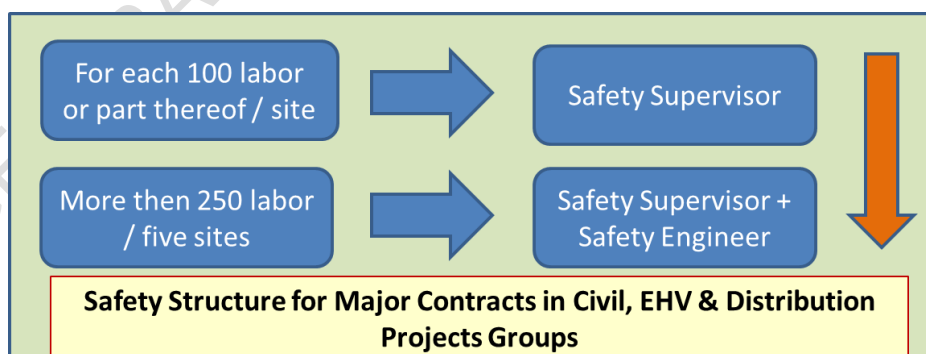 For each 100 labor
or part thereof / site
Safety Supervisor
More then 250 labor
/ five sites
Safety Supervisor +
Safety Engineer
Safety Structure for Major Contracts in Civil, EHV & Distribution
Projects Groups